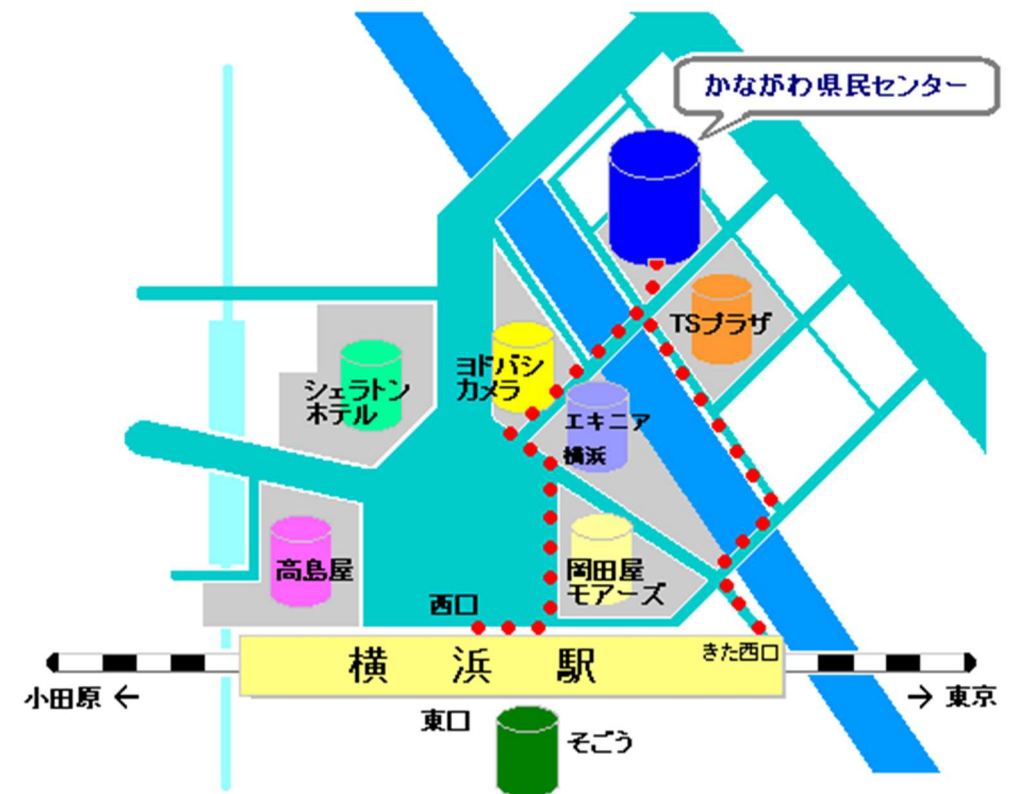 かながわ県民センター
TSプラザ
ヨドバシ
カメラ
シェラトン
ホテル
エキニア
横浜
高島屋
岡田屋
モアーズ
西口
きた西口
横浜駅
小田原 ←
→ 東京
東口
そごう